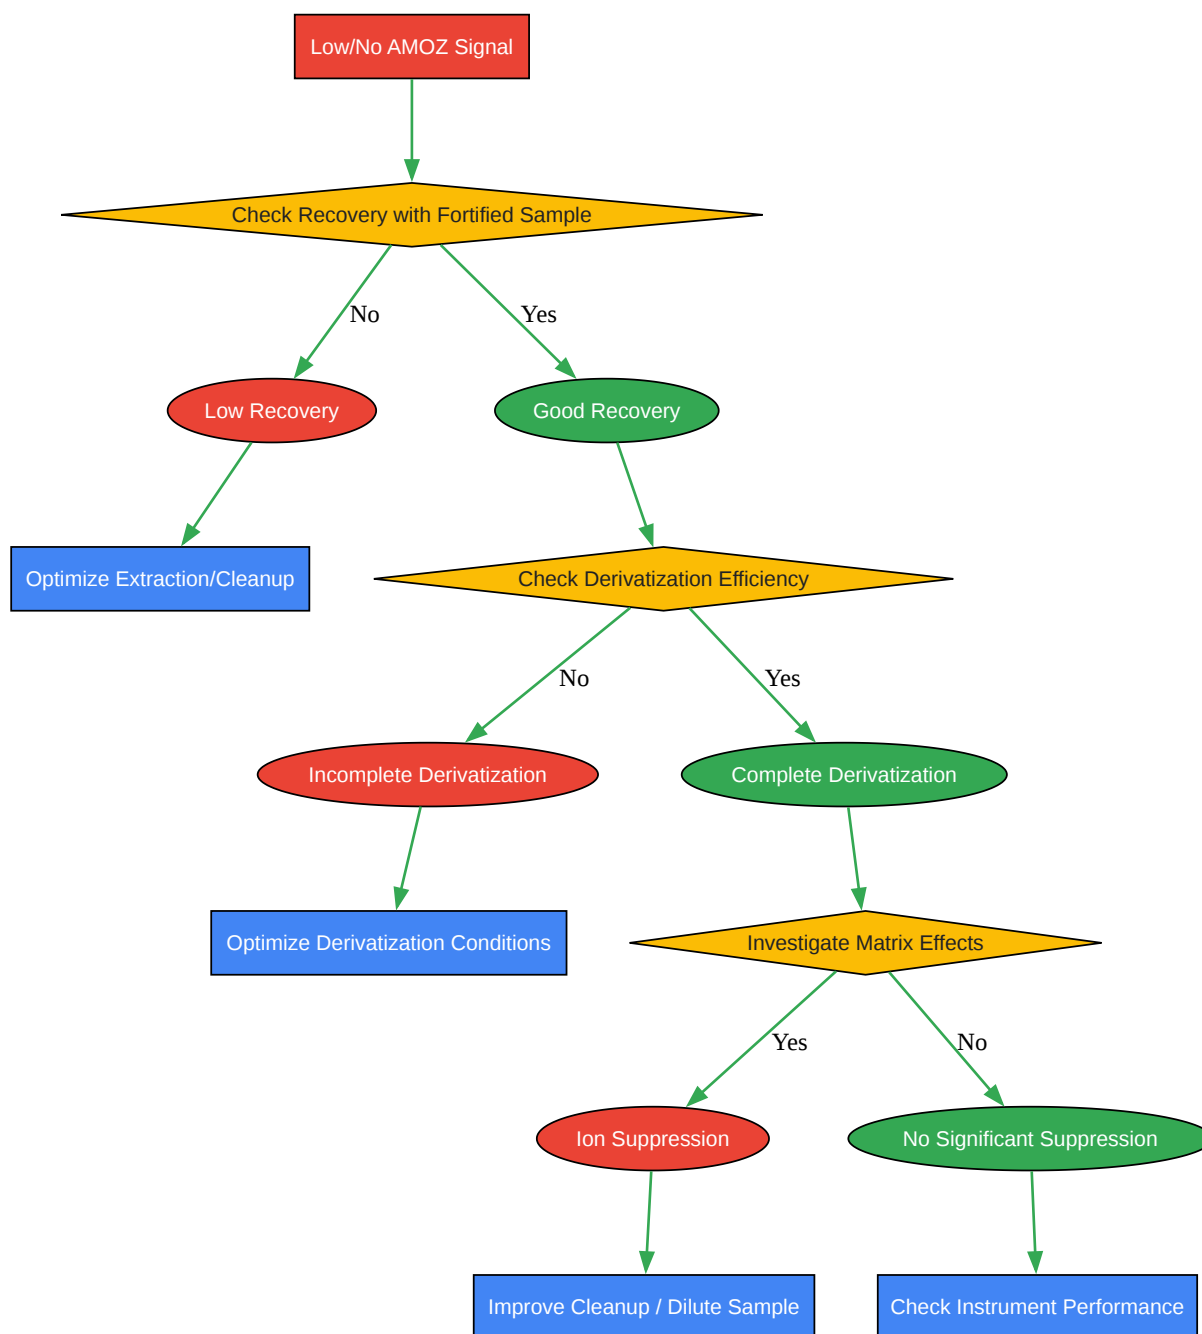 Low/No AMOZ Signal
Check Recovery with Fortified Sample
No
Yes
Low Recovery
Good Recovery
Optimize Extraction/Cleanup
Check Derivatization Efficiency
No
Yes
Incomplete Derivatization
Complete Derivatization
Optimize Derivatization Conditions
Investigate Matrix Effects
Yes
No
Ion Suppression
No Significant Suppression
Improve Cleanup / Dilute Sample
Check Instrument Performance